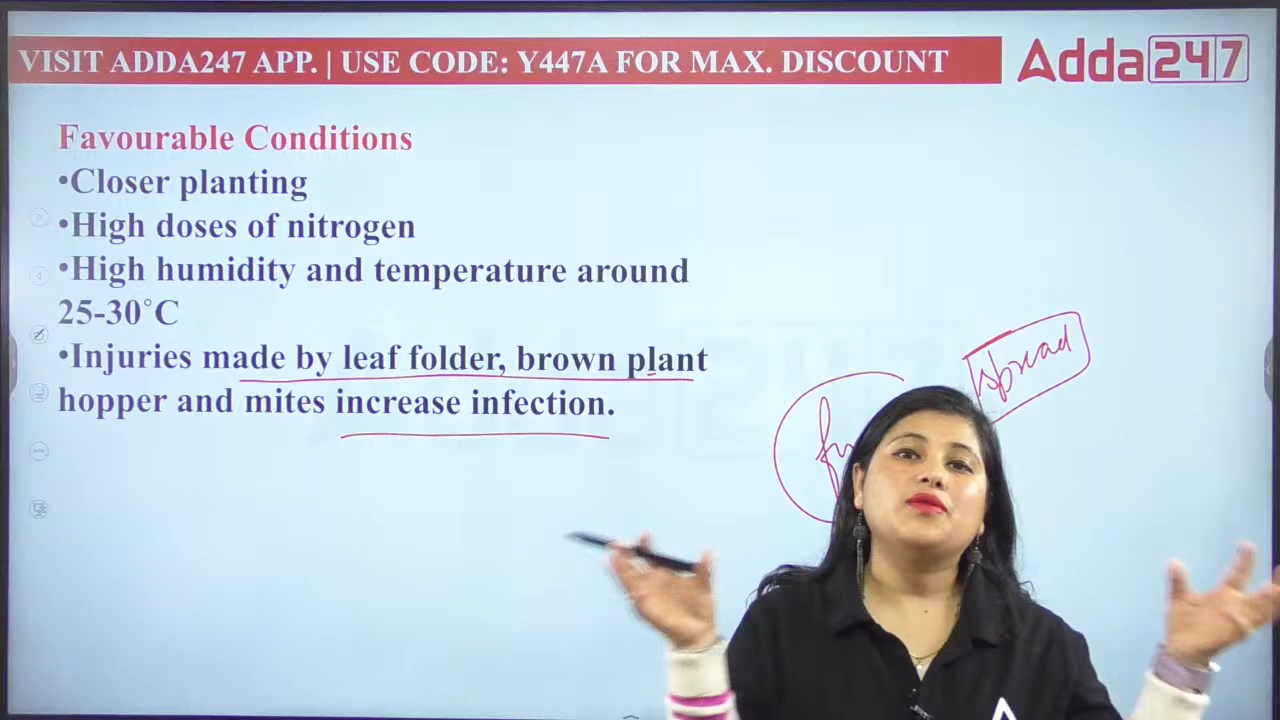 VISIT ADDA247 APP. | USE CODE: Y447A FOR MAX. DISCOUNT
Adda247
Favourable Conditions
•Closer planting
•High doses of nitrogen
•High humidity and temperature around
25-30˚C
•Injuries made by leaf folder, brown plant
hopper and mites increase infection.
spread